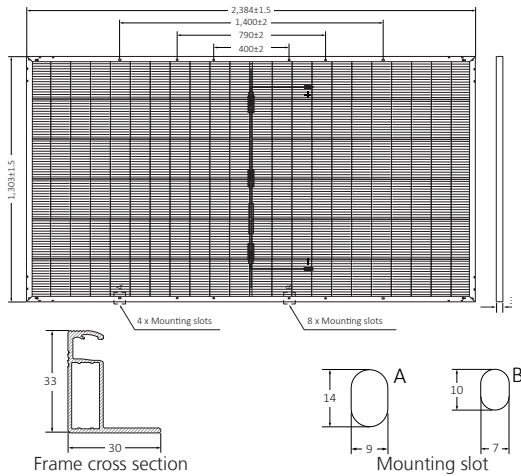 2,384±1.5
1,400±2
790±2
400±2
1,303±1.5
+
-
A
B
4 x Mounting slots
8 x Mounting slots
33
30
Frame cross section
14
9
A
10
7
B
Mounting slot